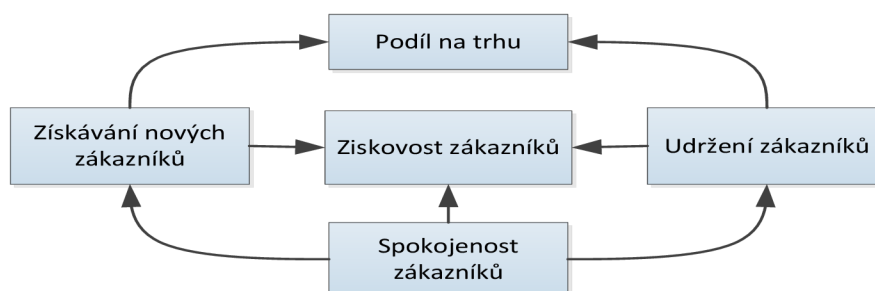 Podíl na trhu
Získávání nových
zákazníků
Ziskovost zákazníků
Udržení zákazníků
Spokojenost
zákazníků